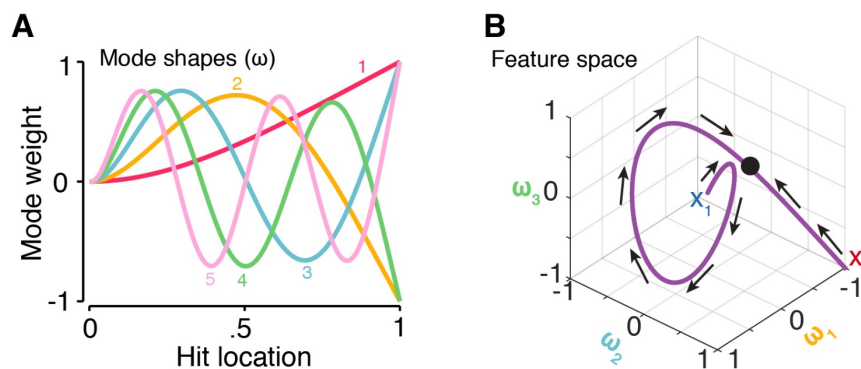 A
Mode shapes (ω)
Mode weight
1
0
-1
1
2
3
4
5
0
.5
1
Hit location
B
Feature space
1
0
-1
ω3
-1
0
1
ω2
1
0
-1
ω1
X1
X